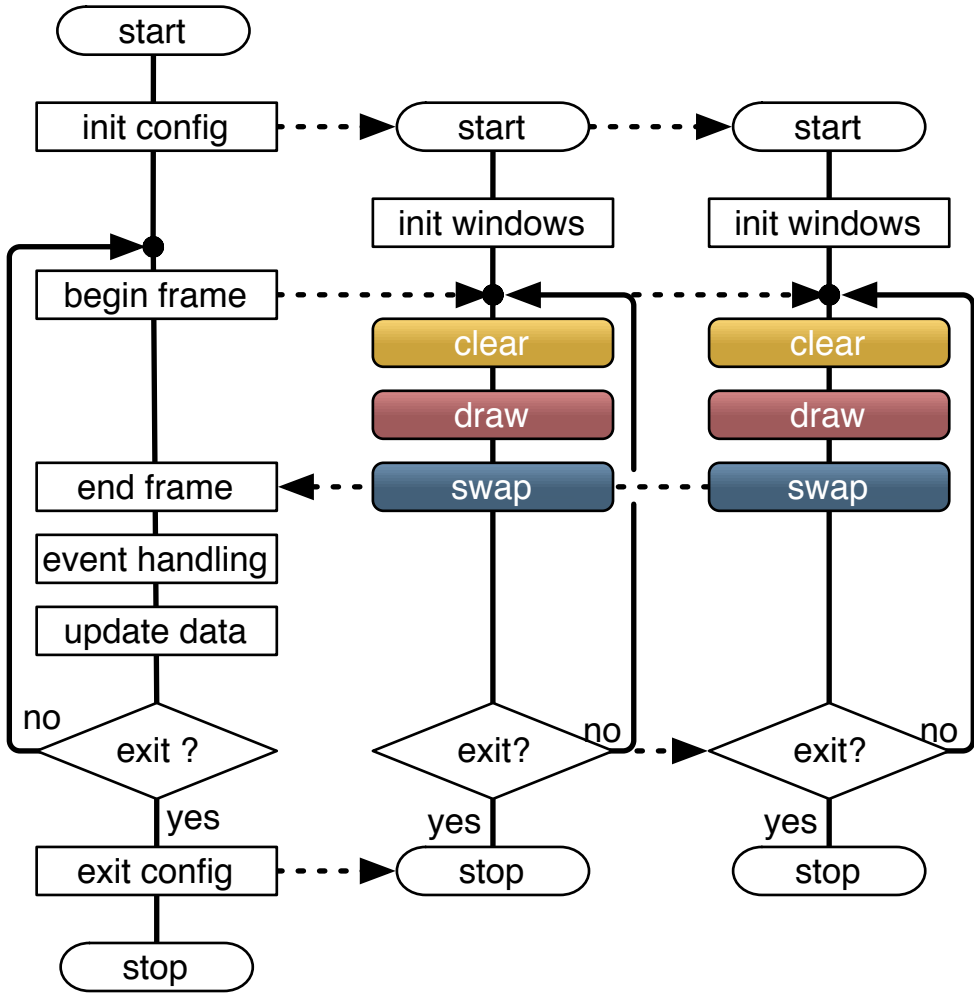 start
init config
begin frame
end frame
event handling
update data
no
exit ?
yes
exit config
stop
start
init windows
clear
draw
swap
exit?
no
yes
stop
start
init windows
clear
draw
swap
exit?
no
yes
stop